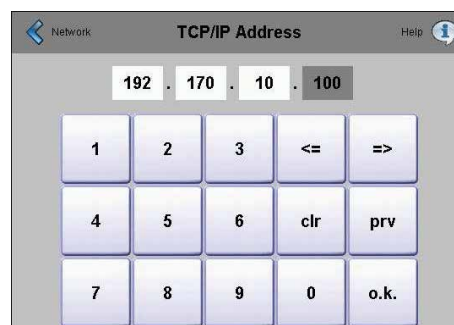 Network TCP/IP Address Help
192 . 170 . 10 . 100
1 2 3 <= =>
4 5 6 clr prv
7 8 9 0 o.k.